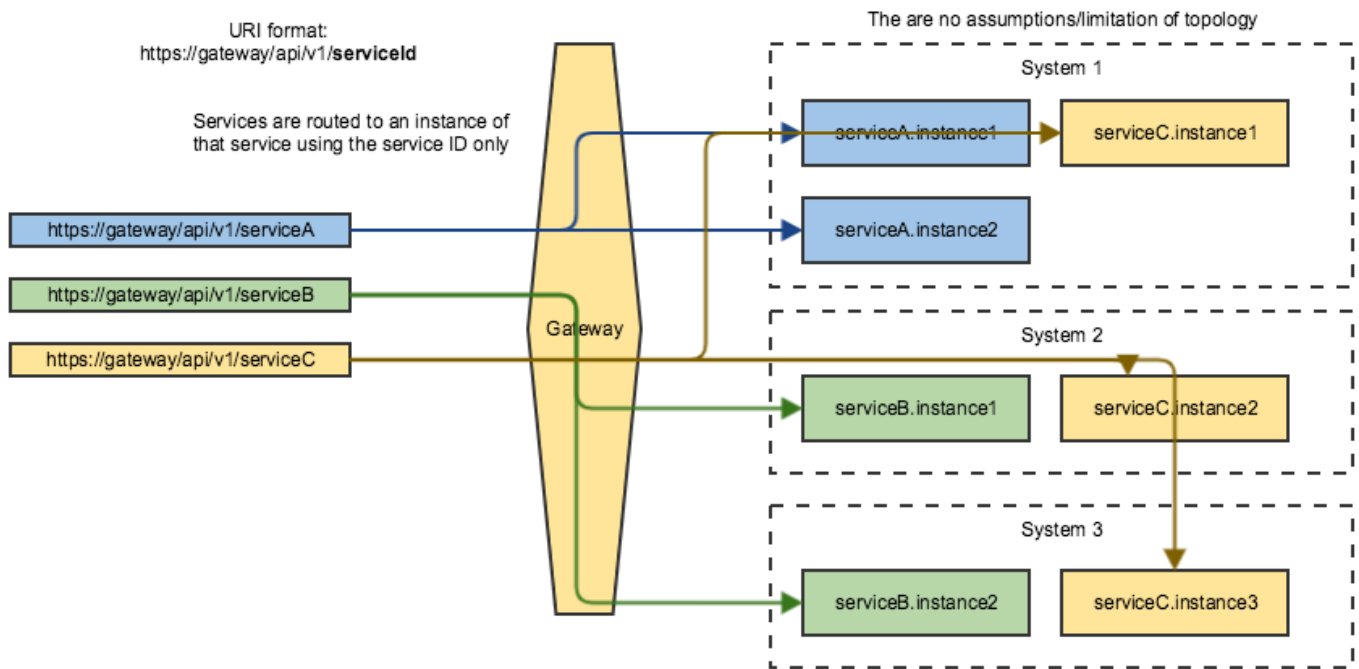 The are no assumptions/limitation of topology
URI format:
https://gateway/api/v1/serviceId
Services are routed to an instance of
that service using the service ID only
https://gateway/api/v1/serviceA
https://gateway/api/v1/serviceB
https://gateway/api/v1/serviceC
Gateway
System 1
serviceA.instance1
serviceC.instance1
serviceA.instance2
System 2
serviceB.instance1
serviceC.instance2
System 3
serviceB.instance2
serviceC.instance3